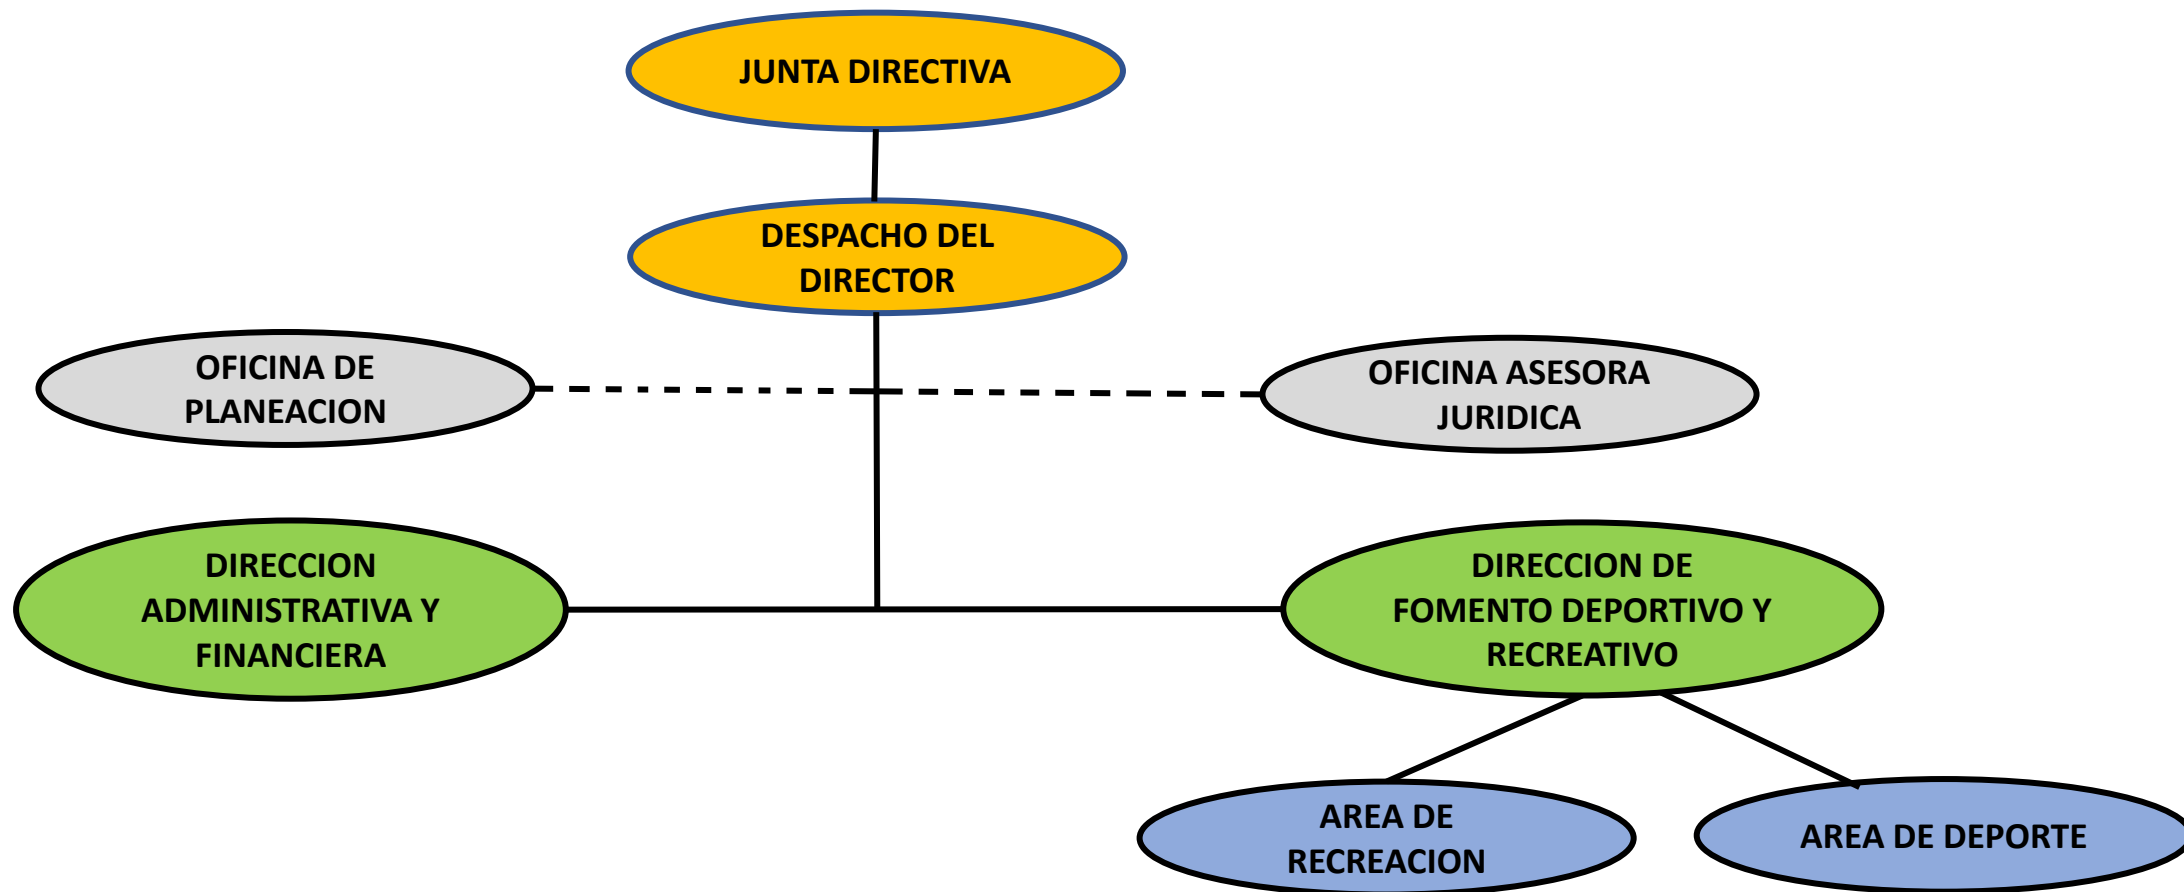 JUNTA DIRECTIVA
DESPACHO DEL
DIRECTOR
OFICINA DE
PLANEACION
OFICINA ASESORA
JURIDICA
DIRECCION
ADMINISTRATIVA Y
FINANCIERA
DIRECCION DE
FOMENTO DEPORTIVO Y
RECREATIVO
AREA DE
RECREACION
AREA DE DEPORTE